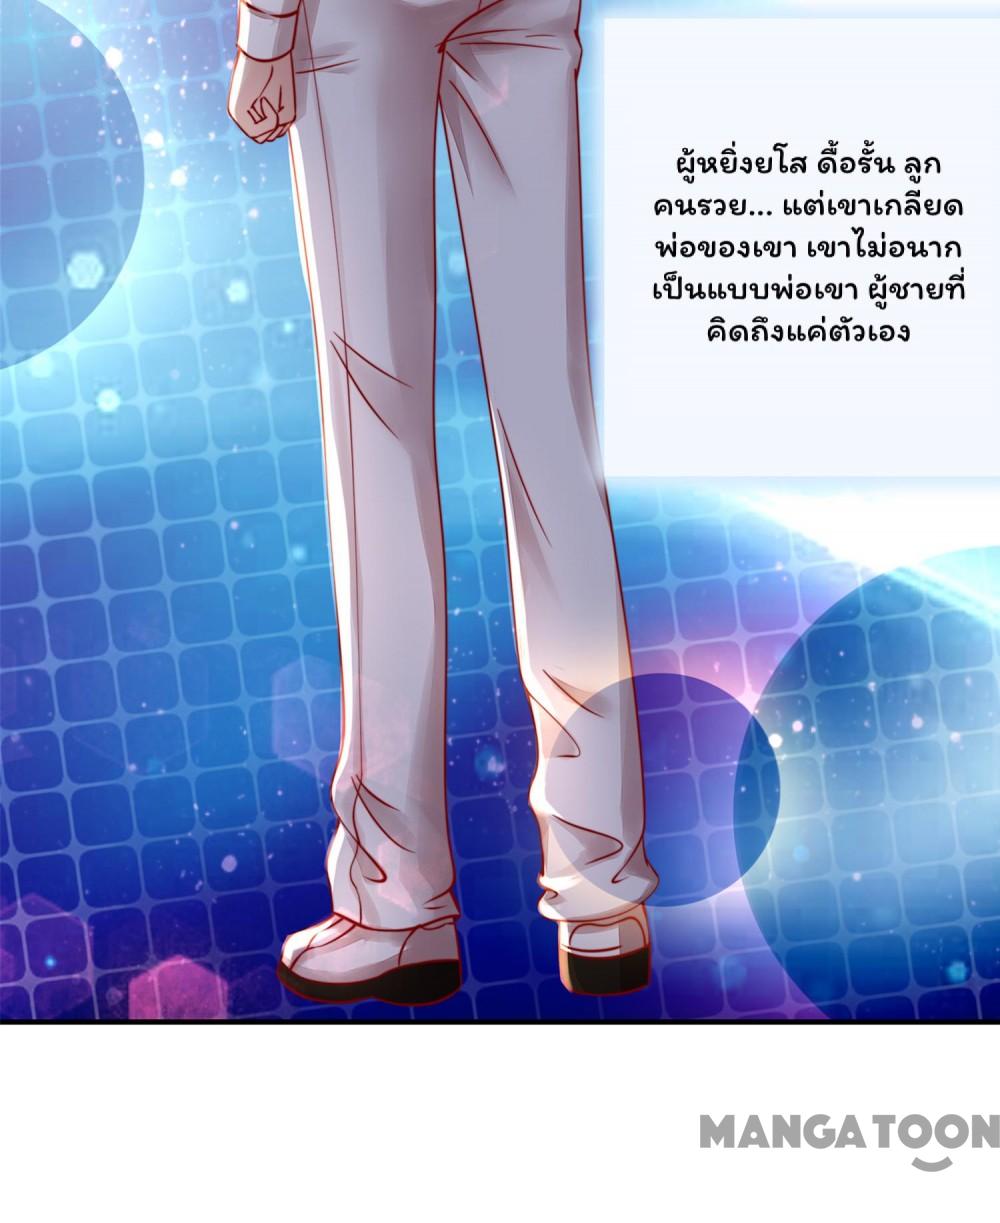 ผู้หยิ่งยโส ดื้อรั้น ลูก
คนรวย... แต่เขาเกลียด
พ่อของเขา เขาไม่อนาก
เป็นแบบพ่อเขา ผู้ชายที่
คิดถึงแค่ตัวเอง
MANGATOON